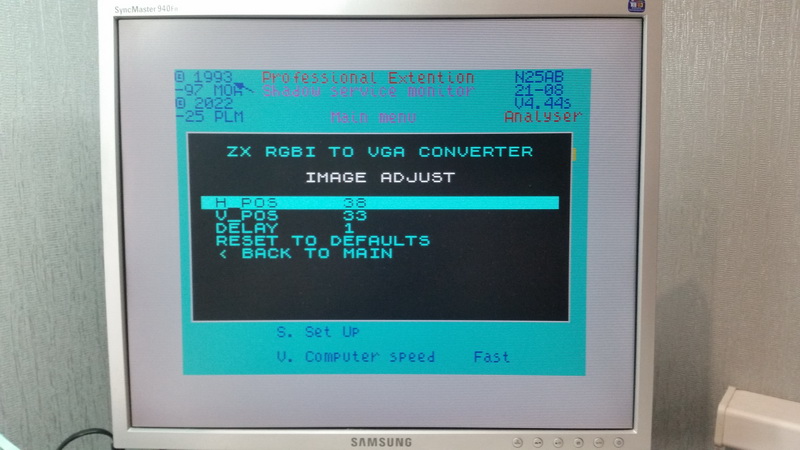 SyncMaster 940n
© 1993 Professional Extention N25AB
-97 MOA Shadow service monitor 21-08
© 2022 V4.44s
-25 PLM Main menu Analyser
ZX RGBI TO VGA CONVERTER
IMAGE ADJUST
H_POS 38
V_POS 33
DELAY 1
RESET TO DEFAULTS
< BACK TO MAIN
S. Set Up
V. Computer speed Fast
SAMSUNG